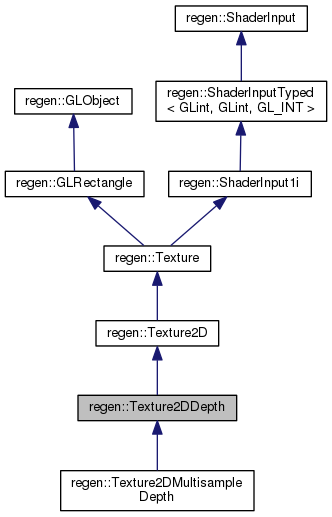 regen::ShaderInput
regen::ShaderInputTyped
< GLint, GLint, GL_INT >
regen::GLObject
regen::GLRectangle
regen::ShaderInput1i
regen::Texture
regen::Texture2D
regen::Texture2DDepth
regen::Texture2DMultisample
Depth